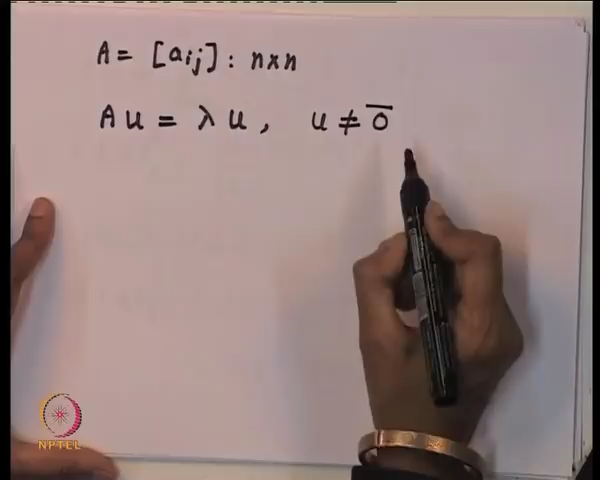 A = [aij] : n×n
Au = λu, u ≠ 0̅
NPTEL